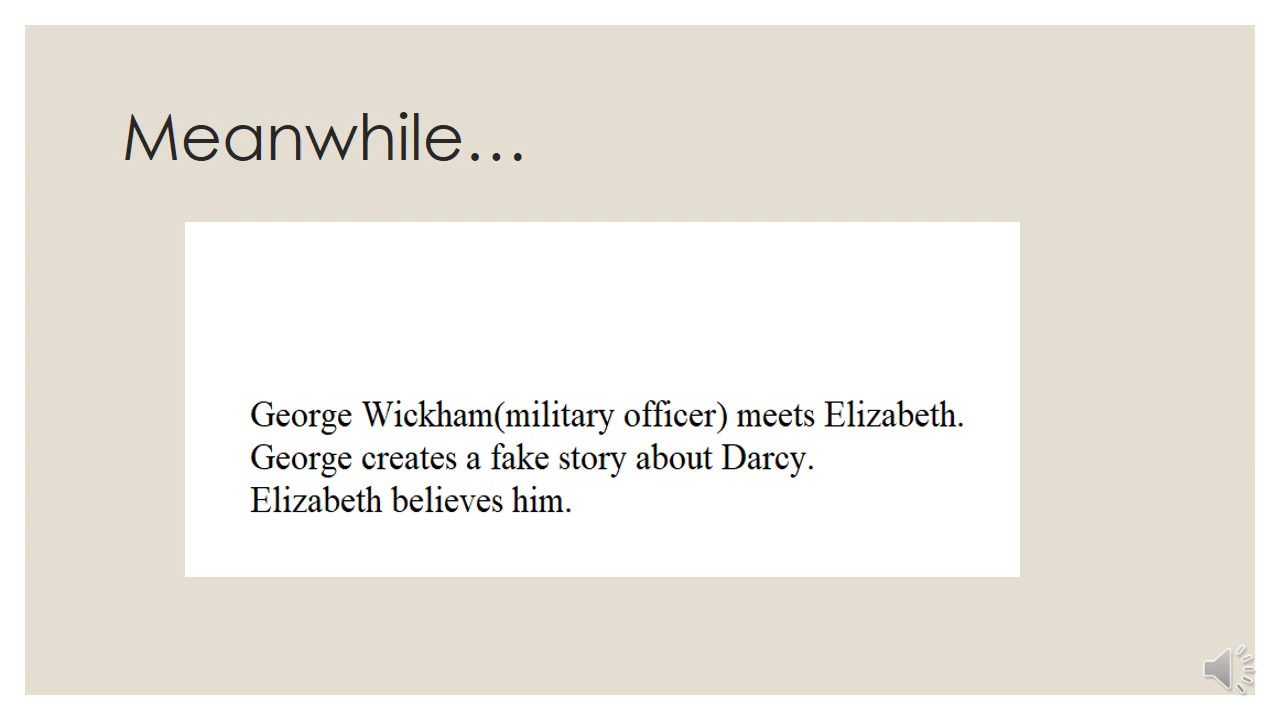 Meanwhile…
George Wickham(military officer) meets Elizabeth.
George creates a fake story about Darcy.
Elizabeth believes him.